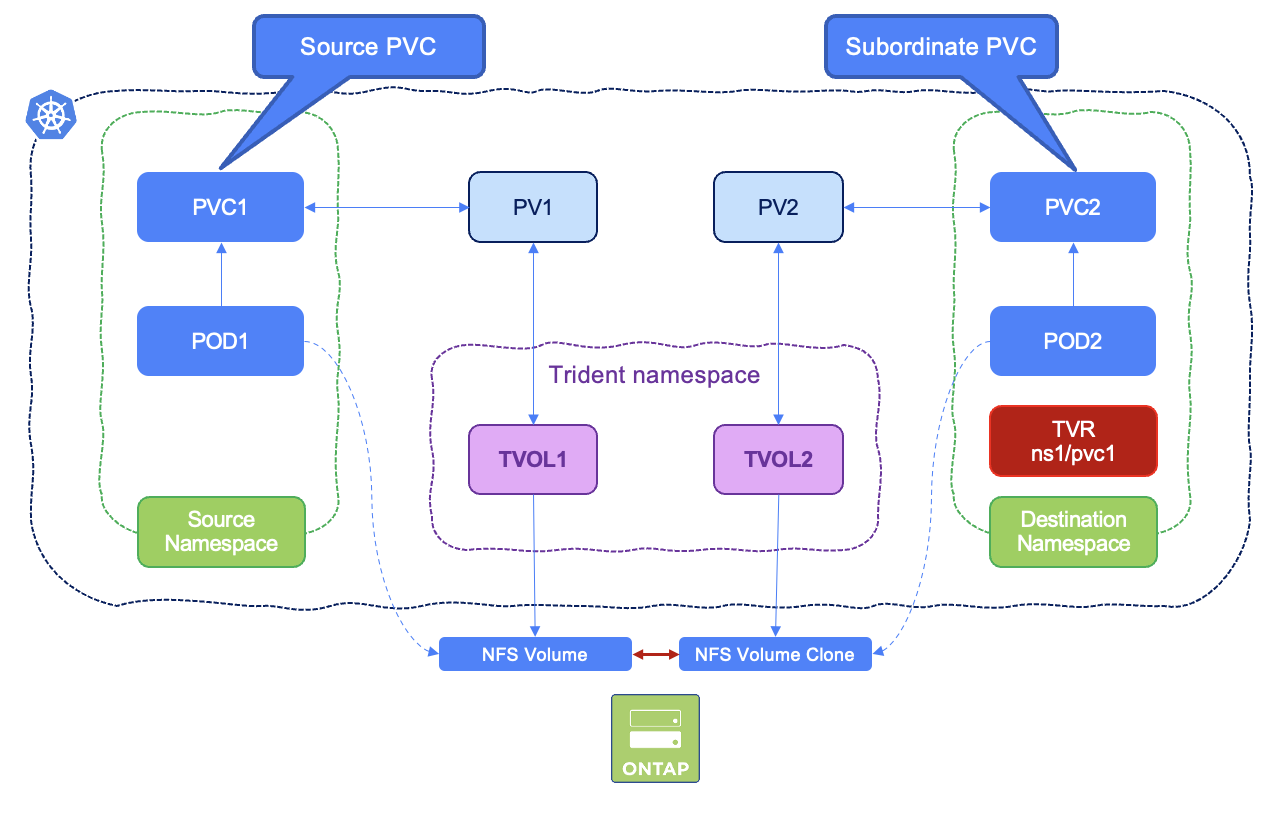 Source PVC
Subordinate PVC
PVC1
PV1
PV2
PVC2
POD1
POD2
Trident namespace
TVOL1
TVOL2
TVR
ns1/pvc1
Source
Namespace
Destination
Namespace
NFS Volume
NFS Volume Clone
ONTAP